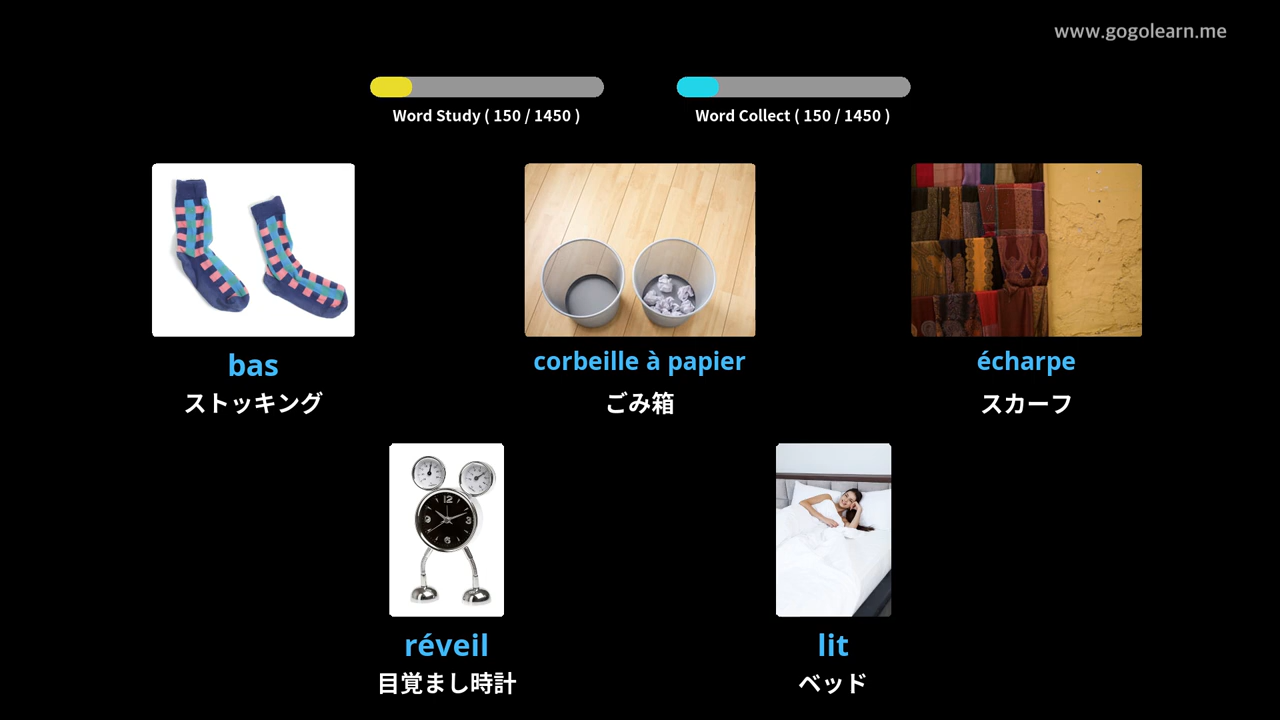 www.gogolearn.me
Word Study ( 150 / 1450 )
Word Collect ( 150 / 1450 )
bas
ストッキング
corbeille à papier
ごみ箱
écharpe
スカーフ
réveil
目覚まし時計
lit
ベッド